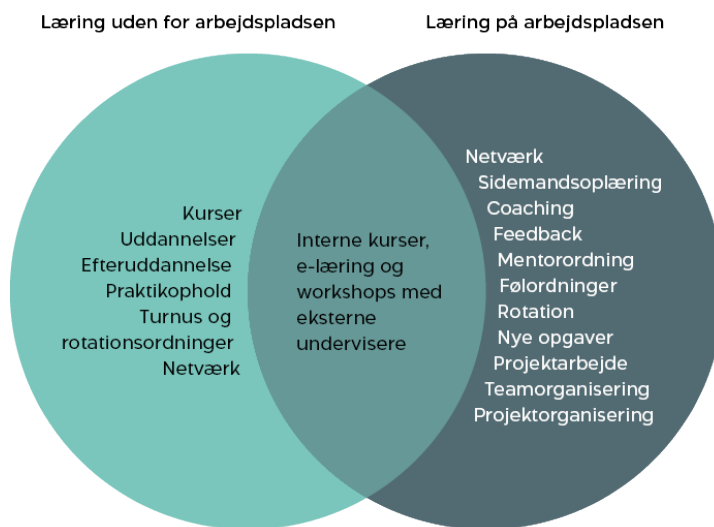 Læring uden for arbejdspladsen
Læring på arbejdspladsen
Kurser
Uddannelser
Efteruddannelse
Praktikophold
Turnus og
rotationsordninger
Netværk
Interne kurser,
e-læring og
workshops med
eksterne
undervisere
Netværk
Sidemandsoplæring
Coaching
Feedback
Mentorordning
Følordninger
Rotation
Nye opgaver
Projektarbejde
Teamorganisering
Projektorganisering